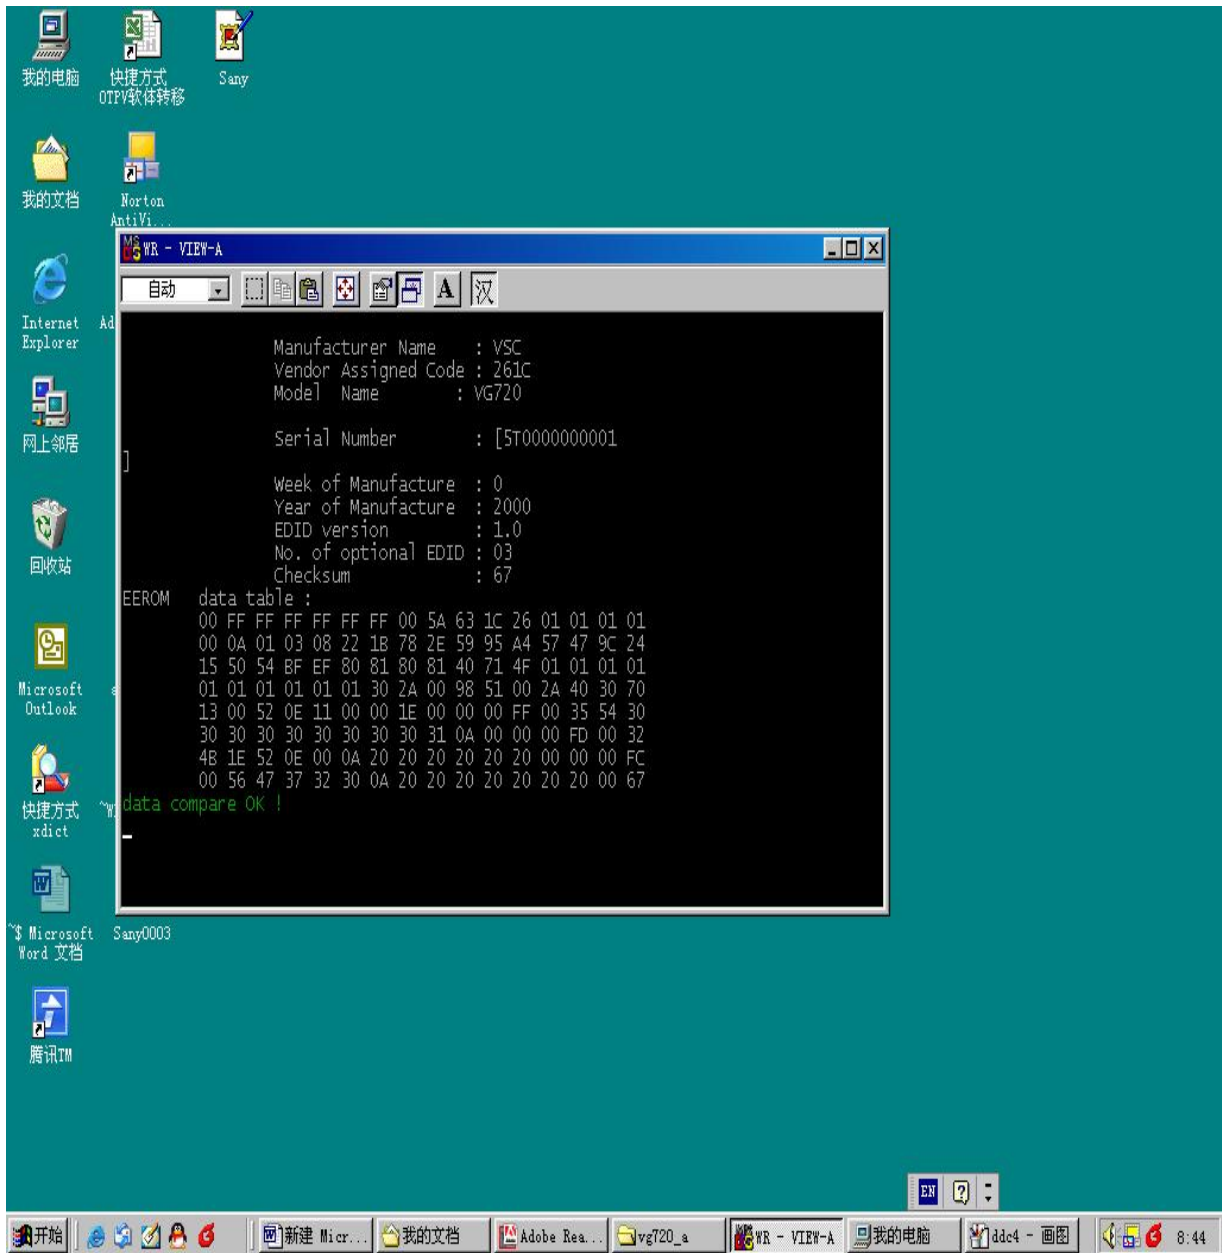 我的电脑
快捷方式
OTPV软体转移
Sany
我的文档
Norton
AntiVi...
Internet
Explorer
Ad
网上邻居
回收站
Microsoft
Outlook
快捷方式
xdict
~$ Microsoft
Word 文档
Sany0003
腾讯TM
WR - VIEW-A
自动
A
汉
Manufacturer Name : VSC
Vendor Assigned Code : 261C
Model Name : VG720
Serial Number : [5T0000000001
]
Week of Manufacture : 0
Year of Manufacture : 2000
EDID version : 1.0
No. of optional EDID : 03
Checksum : 67
EEROM data table :
00 FF FF FF FF FF FF 00 5A 63 1C 26 01 01 01 01
00 0A 01 03 08 22 1B 78 2E 59 95 A4 57 47 9C 24
15 50 54 BF EF 80 81 80 81 40 71 4F 01 01 01 01
01 01 01 01 01 01 30 2A 00 98 51 00 2A 40 30 70
13 00 52 0E 11 00 00 1E 00 00 00 FF 00 35 54 30
30 30 30 30 30 30 30 30 31 0A 00 00 00 FD 00 32
4B 1E 52 0E 00 0A 20 20 20 20 20 20 00 00 00 FC
00 56 47 37 32 30 0A 20 20 20 20 20 20 20 00 67
data compare OK !
EN
开始
新建 Micr...
我的文档
Adobe Rea...
vg720_a
WR - VIEW-A
我的电脑
ddc4 - 画图
8:44